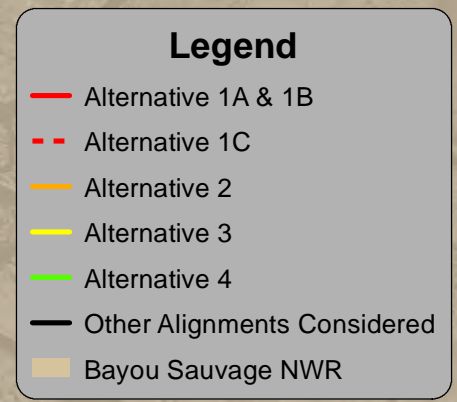 Legend
Alternative 1A & 1B
Alternative 1C
Alternative 2
Alternative 3
Alternative 4
Other Alignments Considered
Bayou Sauvage NWR